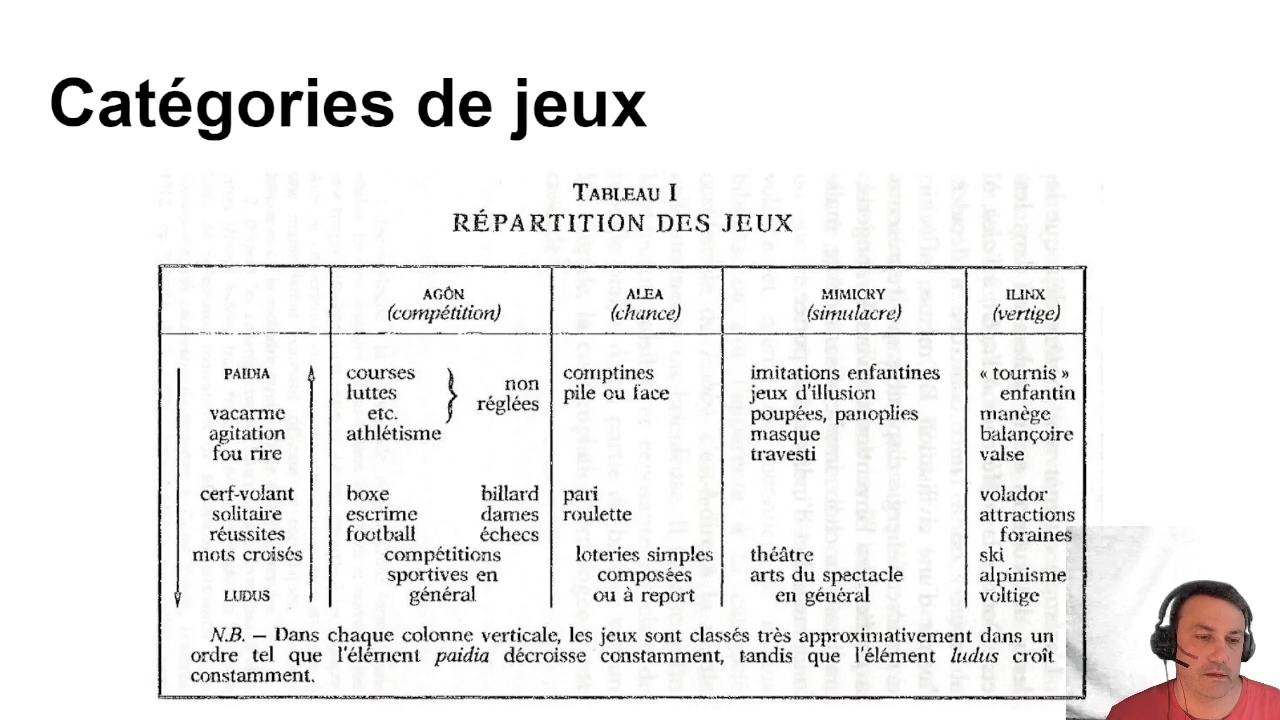 Catégories de jeux
TABLEAU I
RÉPARTITION DES JEUX
AGÔN
(compétition)
ALEA
(chance)
MIMICRY
(simulacre)
ILINX
(vertige)
PAIDIA
vacarme
agitation
fou rire
cerf-volant
solitaire
réussites
mots croisés
LUDUS
courses
luttes
etc.
athlétisme
non
réglées
boxe billard
escrime dames
football échecs
compétitions
sportives en
général
comptines
pile ou face
pari
roulette
loteries simples
composées
ou à report
imitations enfantines
jeux d'illusion
poupées, panoplies
masque
travesti
théâtre
arts du spectacle
en général
« tournis »
enfantin
manège
balançoire
valse
volador
attractions
foraines
ski
alpinisme
voltige
N.B. — Dans chaque colonne verticale, les jeux sont classés très approximativement dans un
ordre tel que l'élément paidia décroisse constamment, tandis que l'élément ludus croît
constamment.